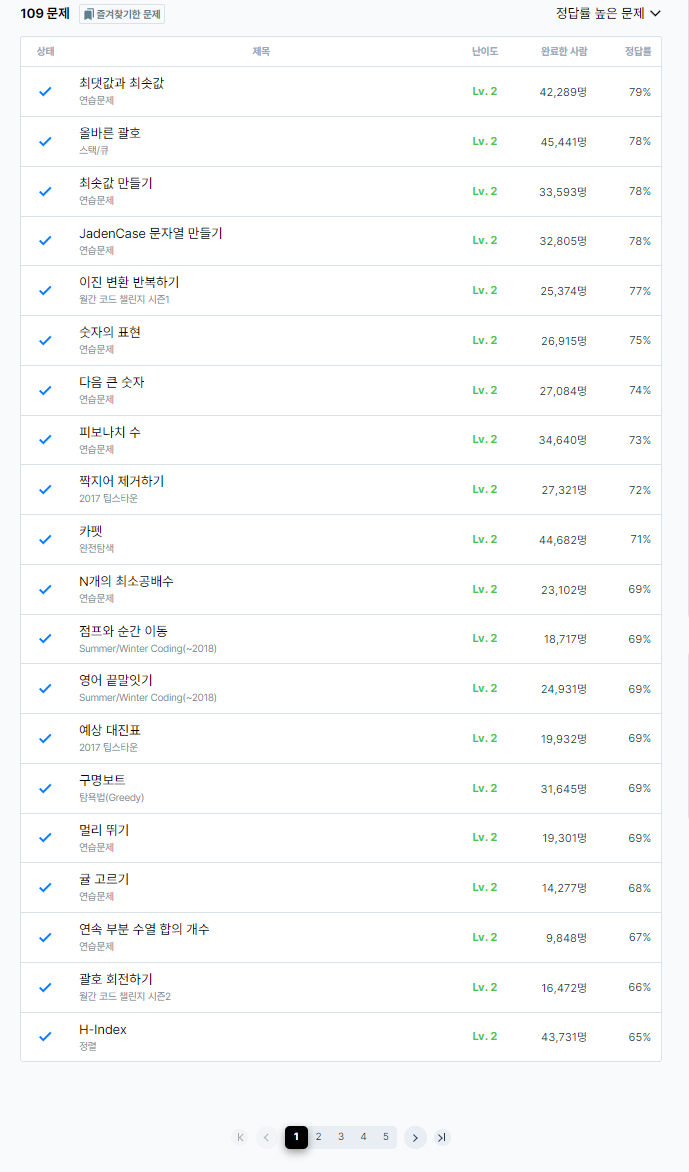 109 문제 즐겨찾기한 문제 정답률 높은 문제
상태 제목 난이도 완료한 사람 정답률
최댓값과 최솟값
연습문제
Lv. 2 42,289명 79%
올바른 괄호
스택/큐
Lv. 2 45,441명 78%
최솟값 만들기
연습문제
Lv. 2 33,593명 78%
JadenCase 문자열 만들기
연습문제
Lv. 2 32,805명 78%
이진 변환 반복하기
월간 코드 챌린지 시즌1
Lv. 2 25,374명 77%
숫자의 표현
연습문제
Lv. 2 26,915명 75%
다음 큰 숫자
연습문제
Lv. 2 27,084명 74%
피보나치 수
연습문제
Lv. 2 34,640명 73%
짝지어 제거하기
2017 팁스타운
Lv. 2 27,321명 72%
카펫
완전탐색
Lv. 2 44,682명 71%
N개의 최소공배수
연습문제
Lv. 2 23,102명 69%
점프와 순간 이동
Summer/Winter Coding(~2018)
Lv. 2 18,717명 69%
영어 끝말잇기
Summer/Winter Coding(~2018)
Lv. 2 24,931명 69%
예상 대진표
2017 팁스타운
Lv. 2 19,932명 69%
구명보트
탐욕법(Greedy)
Lv. 2 31,645명 69%
멀리 뛰기
연습문제
Lv. 2 19,301명 69%
귤 고르기
연습문제
Lv. 2 14,277명 68%
연속 부분 수열 합의 개수
연습문제
Lv. 2 9,848명 67%
괄호 회전하기
월간 코드 챌린지 시즌2
Lv. 2 16,472명 66%
H-Index
정렬
Lv. 2 43,731명 65%
1 2 3 4 5